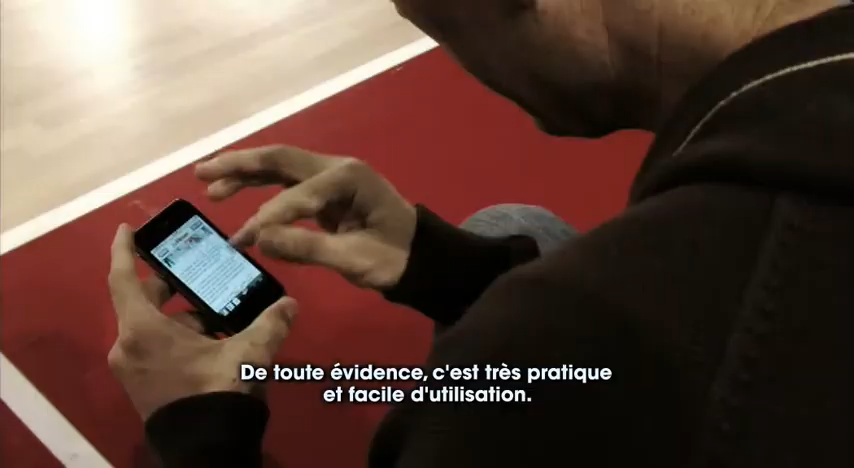 De toute évidence, c'est très pratique
et facile d'utilisation.